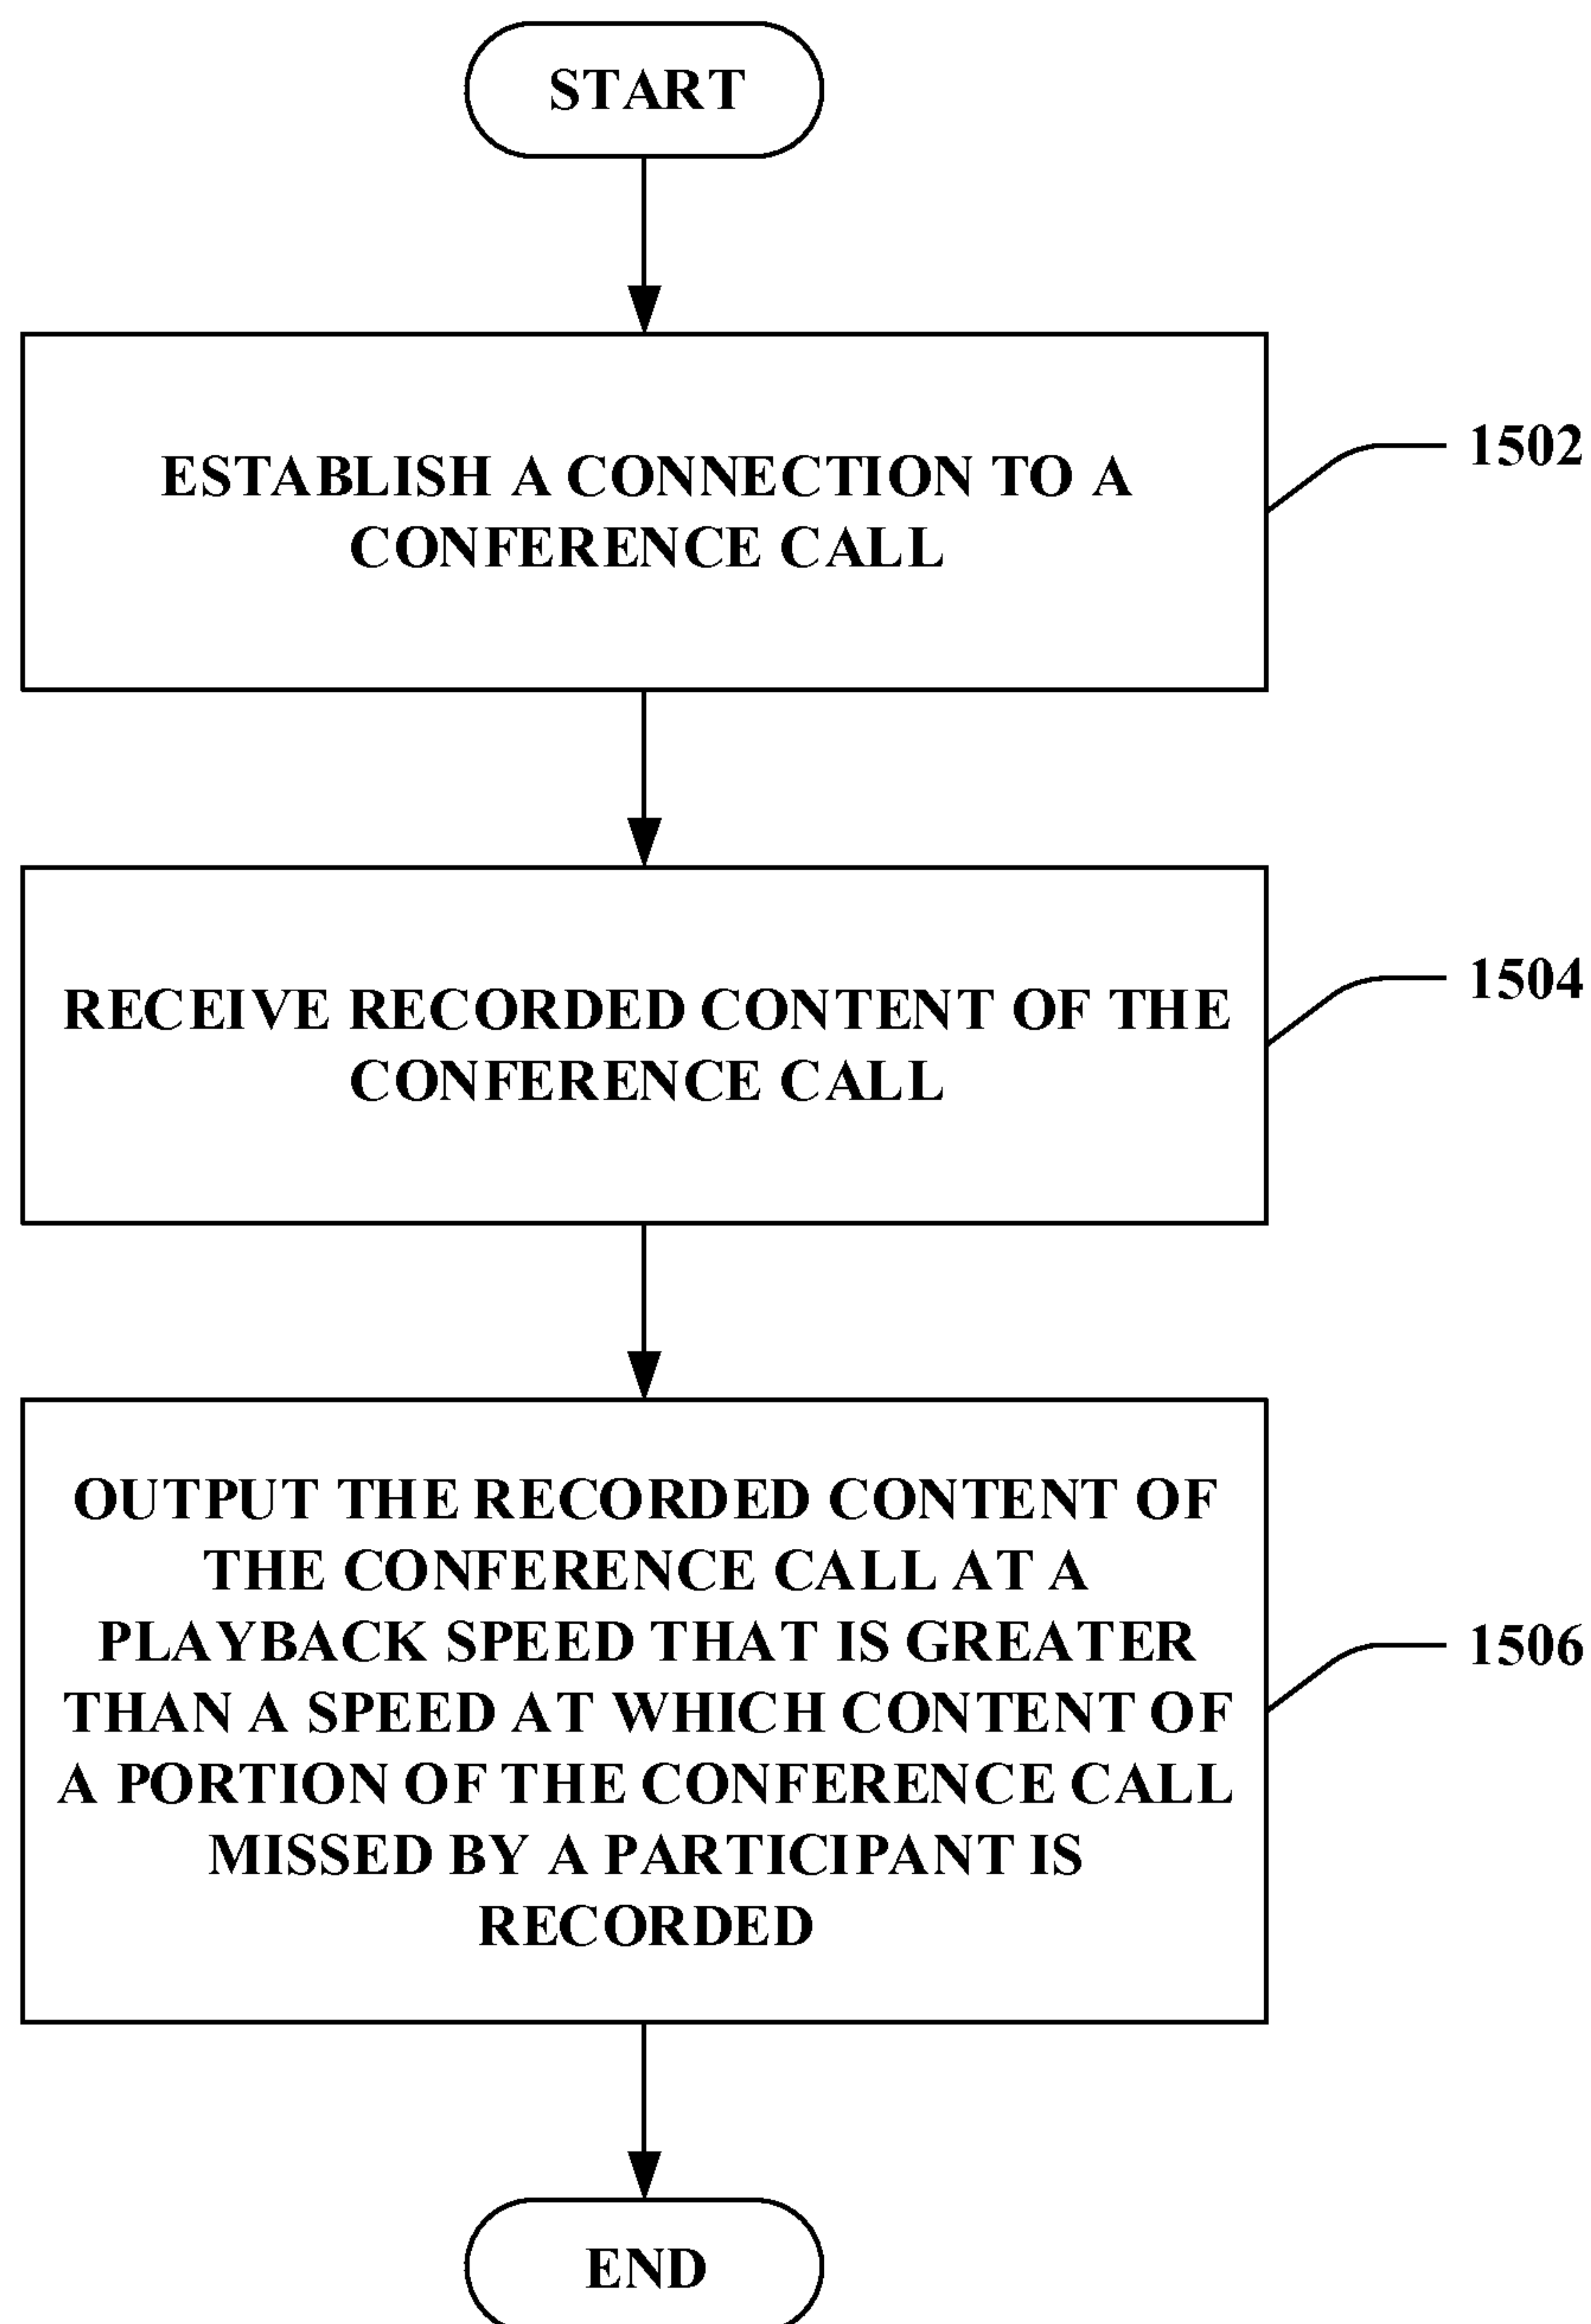 START
ESTABLISH A CONNECTION TO A
CONFERENCE CALL
1502
RECEIVE RECORDED CONTENT OF THE
CONFERENCE CALL
1504
OUTPUT THE RECORDED CONTENT OF
THE CONFERENCE CALL AT A
PLAYBACK SPEED THAT IS GREATER
THAN A SPEED AT WHICH CONTENT OF
A PORTION OF THE CONFERENCE CALL
MISSED BY A PARTICIPANT IS
RECORDED
1506
END